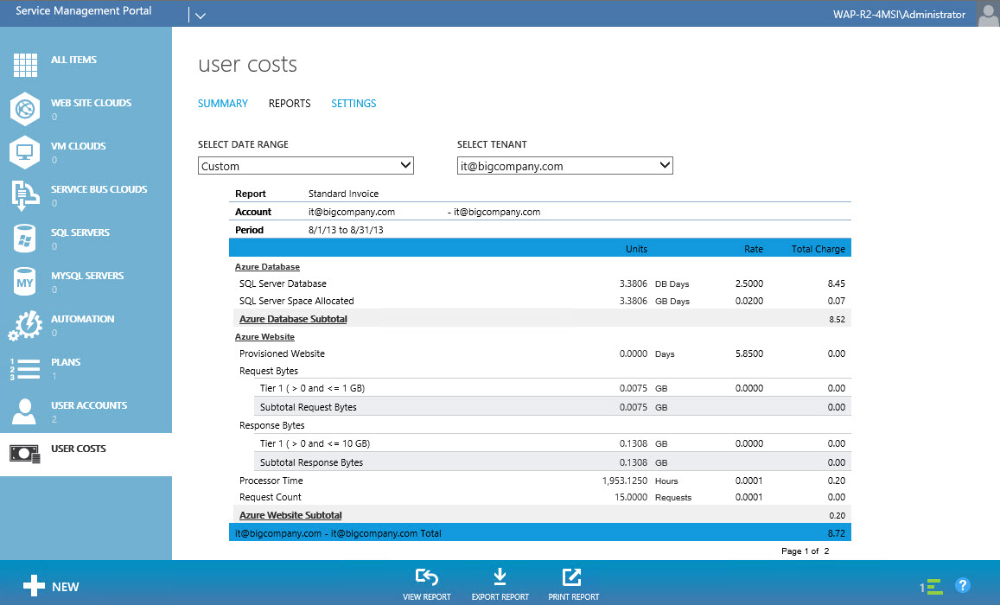 Service Management Portal
WAP-R2-4MSI\Administrator
ALL ITEMS
WEB SITE CLOUDS
0
VM CLOUDS
0
SERVICE BUS CLOUDS
0
SQL SERVERS
0
MY
MYSQL SERVERS
0
AUTOMATION
0
1
2
3
PLANS
1
USER ACCOUNTS
2
USER COSTS
user costs
SUMMARY REPORTS SETTINGS
SELECT DATE RANGE SELECT TENANT
Custom it@bigcompany.com
Report Standard Invoice
Account it@bigcompany.com - it@bigcompany.com
Period 8/1/13 to 8/31/13
Units Rate Total Charge
Azure Database
SQL Server Database 3.3806 DB Days 2.5000 8.45
SQL Server Space Allocated 3.3806 GB Days 0.0200 0.07
Azure Database Subtotal 8.52
Azure Website
Provisioned Website 0.0000 Days 5.8500 0.00
Request Bytes
Tier 1 ( > 0 and <= 1 GB) 0.0075 GB 0.0000 0.00
Subtotal Request Bytes 0.0075 GB 0.00
Response Bytes
Tier 1 ( > 0 and <= 10 GB) 0.1308 GB 0.0000 0.00
Subtotal Response Bytes 0.1308 GB 0.00
Processor Time 1,953.1250 Hours 0.0001 0.20
Request Count 15.0000 Requests 0.0001 0.00
Azure Website Subtotal 0.20
it@bigcompany.com - it@bigcompany.com Total 8.72
Page 1 of 2
NEW
VIEW REPORT EXPORT REPORT PRINT REPORT
1 ?